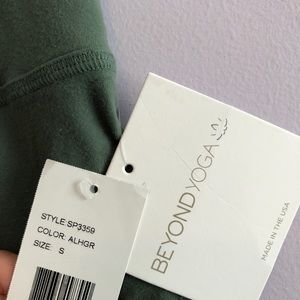 BEYOND YOGA
MADE IN THE USA
STYLE SP3359
COLOR: ALHGR
SIZE: S